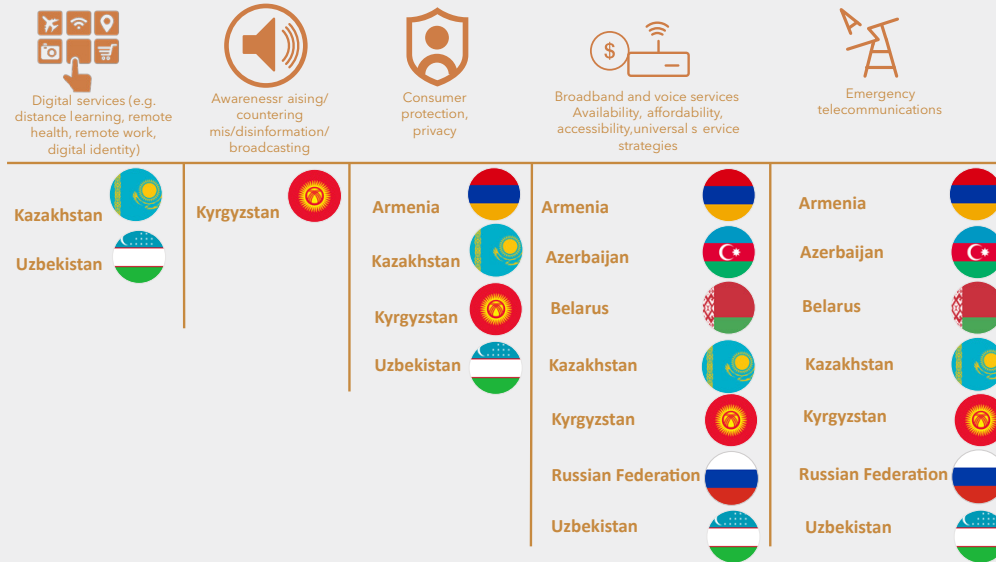 Digital services (e.g.
distance learning, remote
health, remote work,
digital identity)
Awarenessr aising/
countering
mis/disinformation/
broadcasting
Consumer
protection,
privacy
$
Broadband and voice services
Availability, affordability,
accessibility,universal s ervice
strategies
Emergency
telecommunications
Kazakhstan
Uzbekistan
Kyrgyzstan
Armenia
Kazakhstan
Kyrgyzstan
Uzbekistan
Armenia
Azerbaijan
Belarus
Kazakhstan
Kyrgyzstan
Russian Federation
Uzbekistan
Armenia
Azerbaijan
Belarus
Kazakhstan
Kyrgyzstan
Russian Federation
Uzbekistan